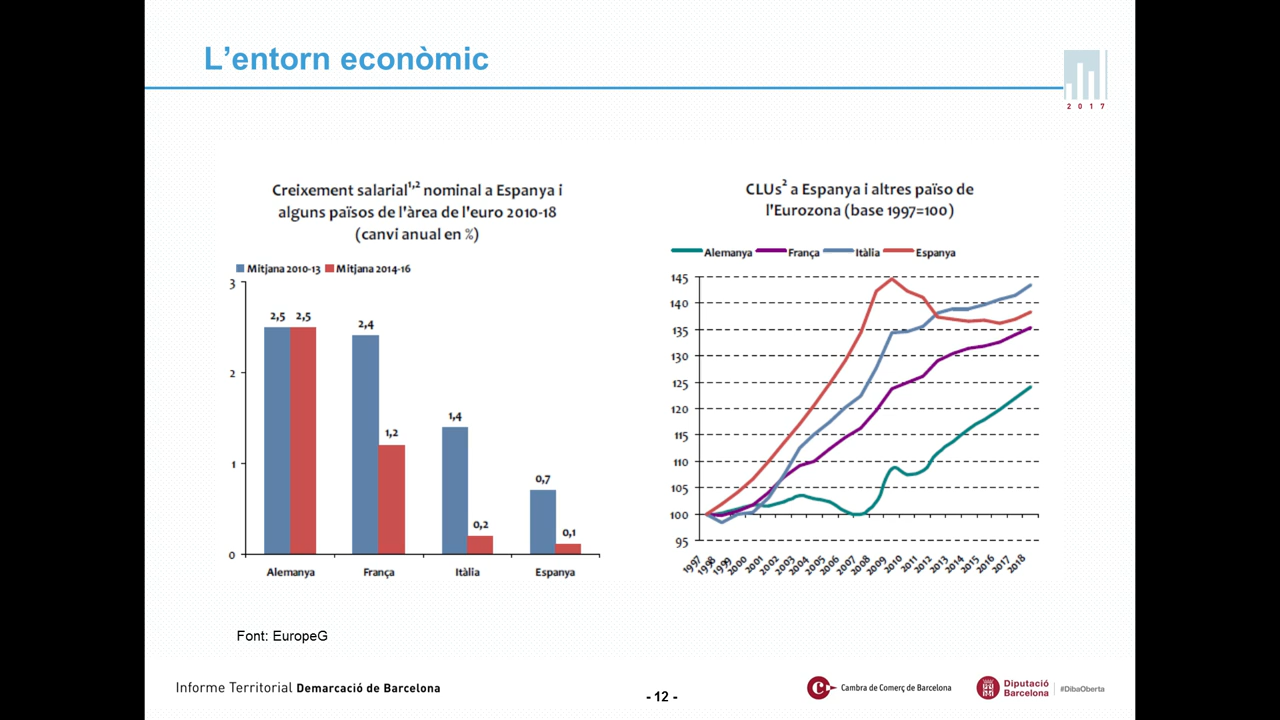 L'entorn econòmic
2 0 1 7
Creixement salarial1,2 nominal a Espanya i
alguns països de l'àrea de l'euro 2010-18
(canvi anual en %)
Mitjana 2010-13 Mitjana 2014-16
3
2
1
0
2,5 2,5
2,4
1,2
1,4
0,2
0,7
0,1
Alemanya França Itàlia Espanya
CLUs2 a Espanya i altres països de
l'Eurozona (base 1997=100)
Alemanya França Itàlia Espanya
145
140
135
130
125
120
115
110
105
100
95
1997 1998 1999 2000 2001 2002 2003 2004 2005 2006 2007 2008 2009 2010 2011 2012 2013 2014 2015 2016 2017 2018
Font: EuropeG
Informe Territorial Demarcació de Barcelona
- 12 -
Cambra de Comerç de Barcelona
Diputació
Barcelona
#DibaOberta